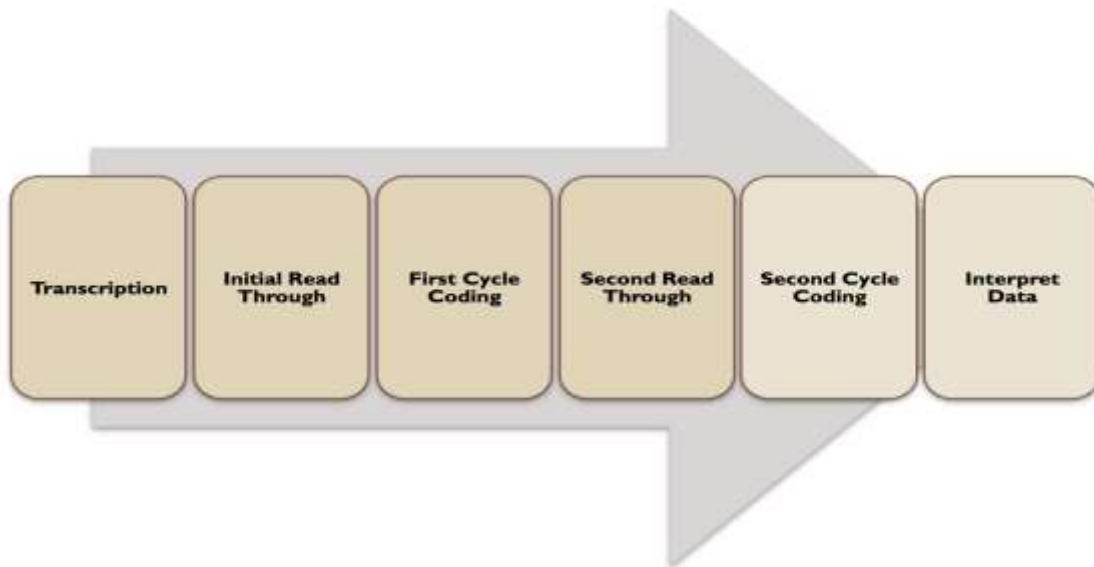 Transcription
Initial Read
Through
First Cycle
Coding
Second Read
Through
Second Cycle
Coding
Interpret
Data